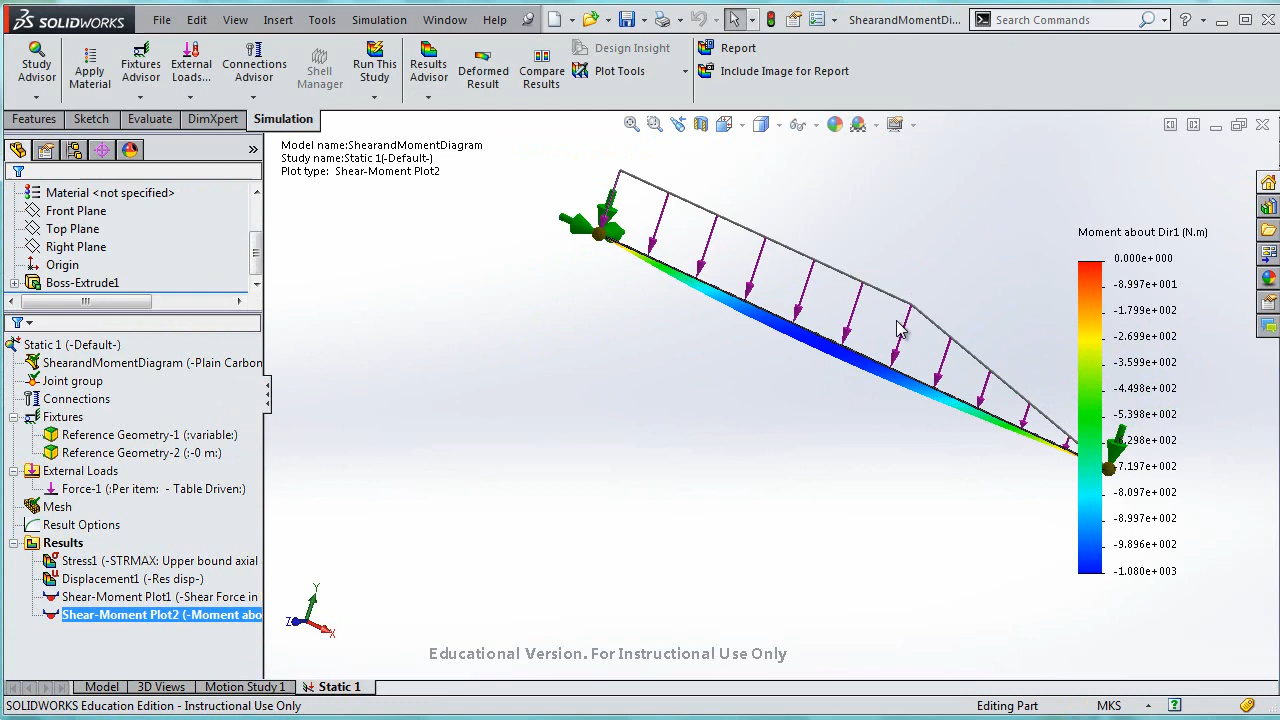 SOLIDWORKS File Edit View Insert Tools Simulation Win Help ShearandMomentDi... Search Commands
Study Advisor
Apply Material
Fixtures Advisor
External Loads...
Connections Advisor
Shell Manager
Run This Study
Results Advisor
Deformed Result
Compare Results
Design Insight
Plot Tools
Report
Include Image for Report
Features Sketch Evaluate DimXpert Simulation
Model name:ShearandMomentDiagram
Study name:Static 1(-Default-)
Plot type: Shear-Moment Plot2
Material <not specified>
Front Plane
Top Plane
Right Plane
Origin
Boss-Extrude1
Static 1 (-Default-)
ShearandMomentDiagram (-Plain Carbon
Joint group
Connections
Fixtures
Reference Geometry-1 (:variable:)
Reference Geometry-2 (:-0 m:)
External Loads
Force-1 (:Per item: - Table Driven:)
Mesh
Result Options
Results
Stress1 (-STRMAX: Upper bound axial
Displacement1 (-Res disp-)
Shear-Moment Plot1 (-Shear Force in
Shear-Moment Plot2 (-Moment abo
Moment about Dir1 (N.m)
0.000e+000
-8.997e+001
-1.799e+002
-2.699e+002
-3.599e+002
-4.498e+002
-5.398e+002
.298e+002
-7.197e+002
-8.097e+002
-8.997e+002
-9.896e+002
-1.080e+003
Y
Z
X
Educational Version. For Instructional Use Only
Model 3D Views Motion Study 1 Static 1
SOLIDWORKS Education Edition - Instructional Use Only Editing Part MKS